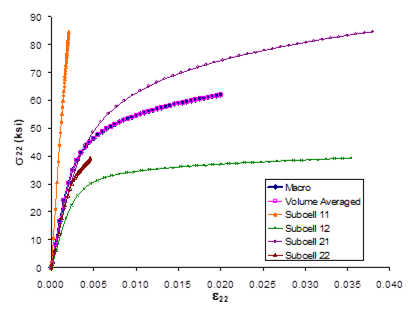 90
80
70
60
50
40
30
20
10
0
σ22 (ksi)
0.000 0.005 0.010 0.015 0.020 0.025 0.030 0.035 0.040
ε22
Macro
Volume Averaged
Subcell 11
Subcell 12
Subcell 21
Subcell 22